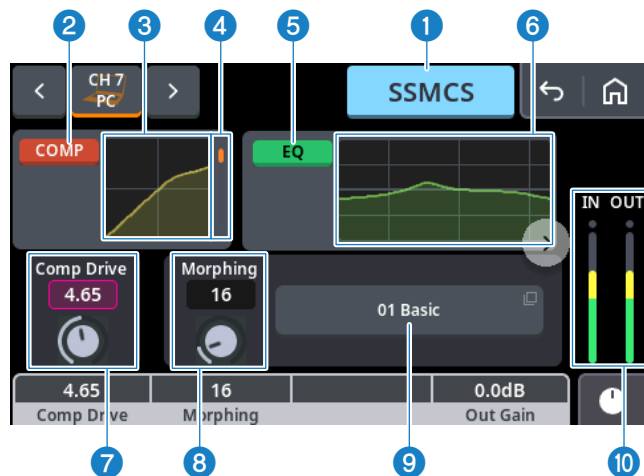 ② ③ ④ ⑤ ① ⑥
CH 7
PC
SSMCS
COMP
EQ
IN OUT
Comp Drive
4.65
Morphing
16
01 Basic
4.65 16 0.0dB
Comp Drive Morphing Out Gain
⑦ ⑧ ⑨ ⑩